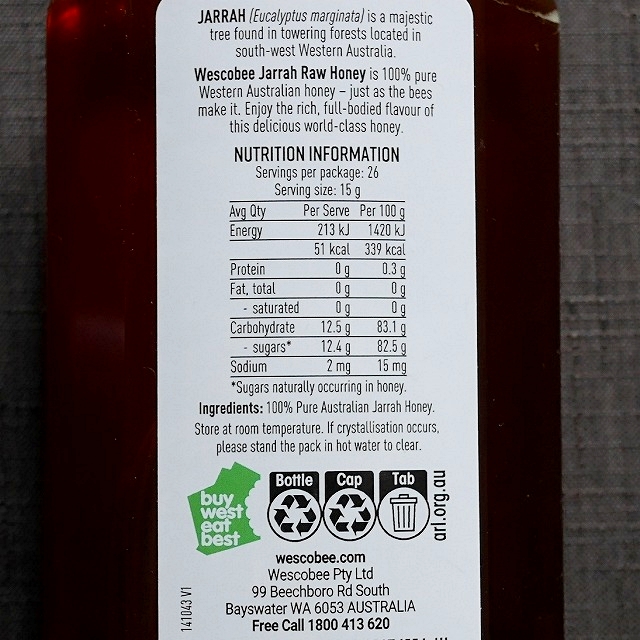 JARRAH (Eucalyptus marginata) is a majestic
tree found in towering forests located in
south-west Western Australia.
Wescobee Jarrah Raw Honey is 100% pure
Western Australian honey – just as the bees
make it. Enjoy the rich, full-bodied flavour of
this delicious world-class honey.
NUTRITION INFORMATION
Servings per package: 26
Serving size: 15 g
Avg Qty Per Serve Per 100 g
Energy 213 kJ 1420 kJ
51 kcal 339 kcal
Protein 0 g 0.3 g
Fat, total 0 g 0 g
- saturated 0 g 0 g
Carbohydrate 12.5 g 83.1 g
- sugars* 12.4 g 82.5 g
Sodium 2 mg 15 mg
*Sugars naturally occurring in honey.
Ingredients: 100% Pure Australian Jarrah Honey.
Store at room temperature. If crystallisation occurs,
please stand the pack in hot water to clear.
buy
west
eat
best
Bottle Cap Tab
arl.org.au
wescobee.com
Wescobee Pty Ltd
99 Beechboro Rd South
Bayswater WA 6053 AUSTRALIA
Free Call 1800 413 620
141043 V1